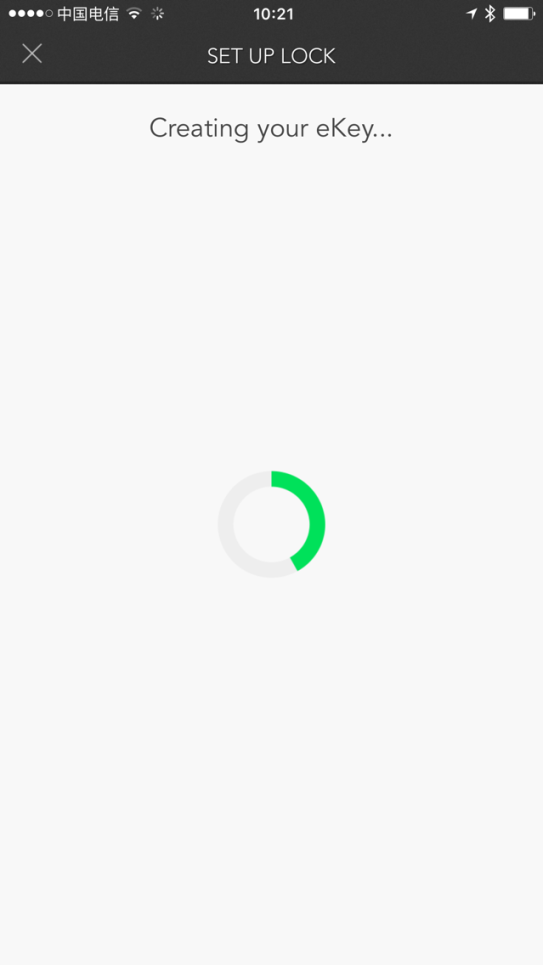 中国电信 10:21
SET UP LOCK
Creating your eKey...